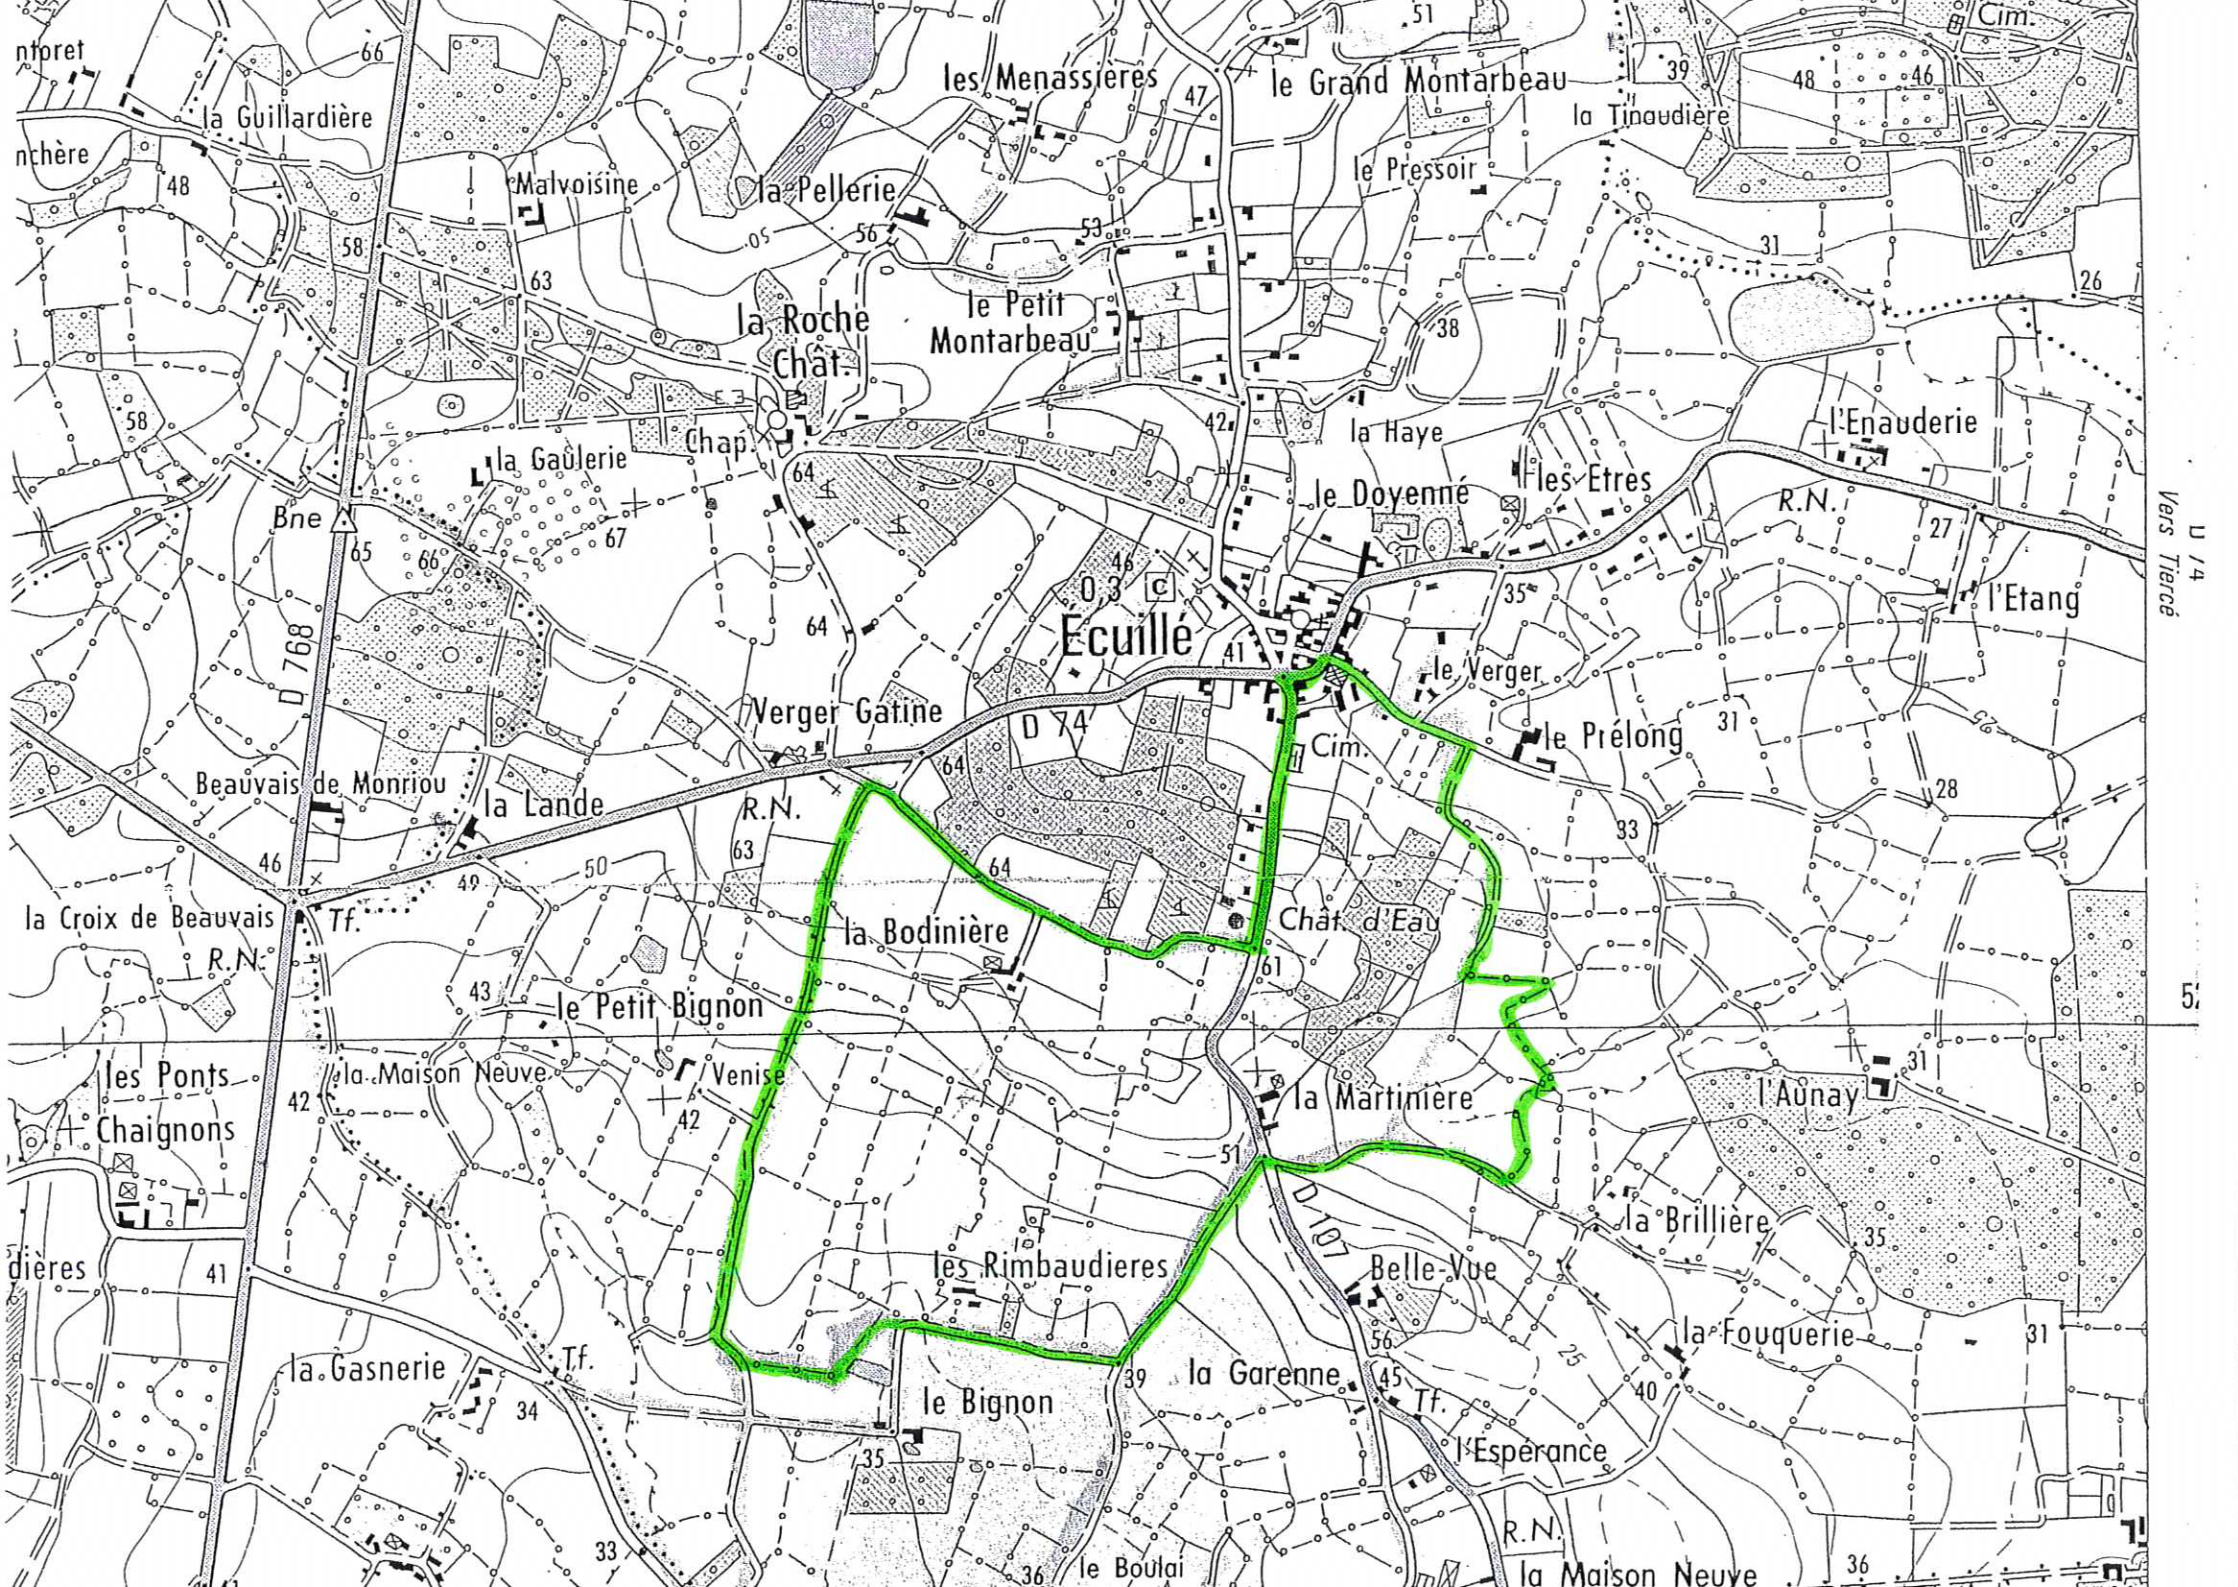 ntoret
66
les Menassières
47
le Grand Montarbeau
51
Cim.
39
48
46
la Guillardière
la Tinaudière
nchère
48
Malvoisine
la Pellerie
le Pressoir
56
53
50
58
31
26
63
la Roche
Chât.
le Petit
Montarbeau
38
58
42
la Haye
l'Enauderie
Chap.
la Gaulerie
64
le Doyenné
les Etres
R.N.
Bne
65
66
67
27
Vers Tiercé
46
0,3
C
35
l'Etang
64
Écuillé
41
D 768
le Verger
Verger Gatine
D 74
le Prélong
31
25
Cim.
64
Beauvais de Monriou
la Lande
R.N.
28
33
46
49
50
63
64
la Croix de Beauvais
Tf.
la Bodinière
Chât. d'Eau
R.N.
61
43
le Petit Bignon
les Ponts
Chaignons
la Maison Neuve
Venise
42
42
la Martinière
l'Aunay
31
51
D 107
la Brillière
35
dières
41
les Rimbaudieres
Belle-Vue
la Fouquerie
31
56
25
la Gasnerie
Tf.
39
la Garenne
45
Tf.
40
34
le Bignon
35
l'Espérance
R.N.
33
36
le Boulai
la Maison Neuve
36